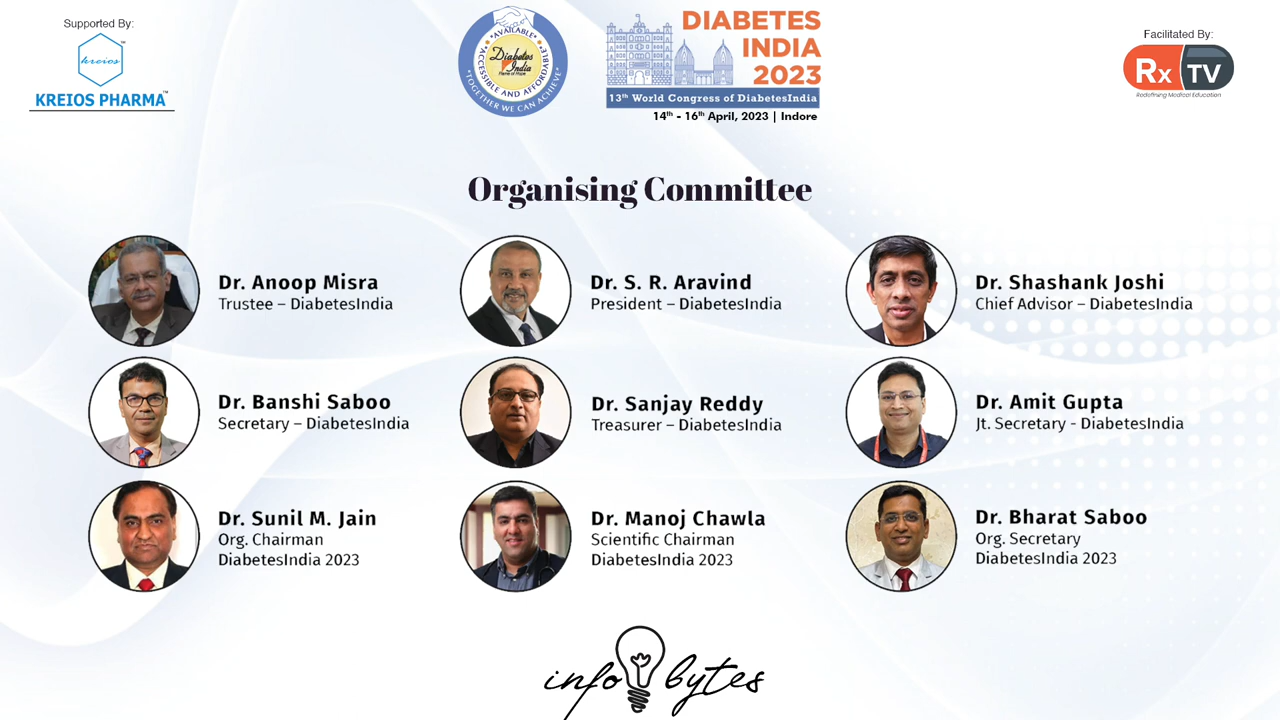 Supported By:
kreios
KREIOS PHARMA™
AVAILABLE
ACCESSIBLE AND AFFORDABLE
Diabetes
India
"TOGETHER WE CAN ACHIEVE"
DIABETES
INDIA
2023
13th World Congress of DiabetesIndia
14th - 16th April, 2023 | Indore
Facilitated By:
Rx TV
Redefining Medical Education
Organising Committee
Dr. Anoop Misra
Trustee – DiabetesIndia
Dr. S. R. Aravind
President – DiabetesIndia
Dr. Shashank Joshi
Chief Advisor – DiabetesIndia
Dr. Banshi Saboo
Secretary – DiabetesIndia
Dr. Sanjay Reddy
Treasurer – DiabetesIndia
Dr. Amit Gupta
Jt. Secretary - DiabetesIndia
Dr. Sunil M. Jain
Org. Chairman
DiabetesIndia 2023
Dr. Manoj Chawla
Scientific Chairman
DiabetesIndia 2023
Dr. Bharat Saboo
Org. Secretary
DiabetesIndia 2023
info bytes